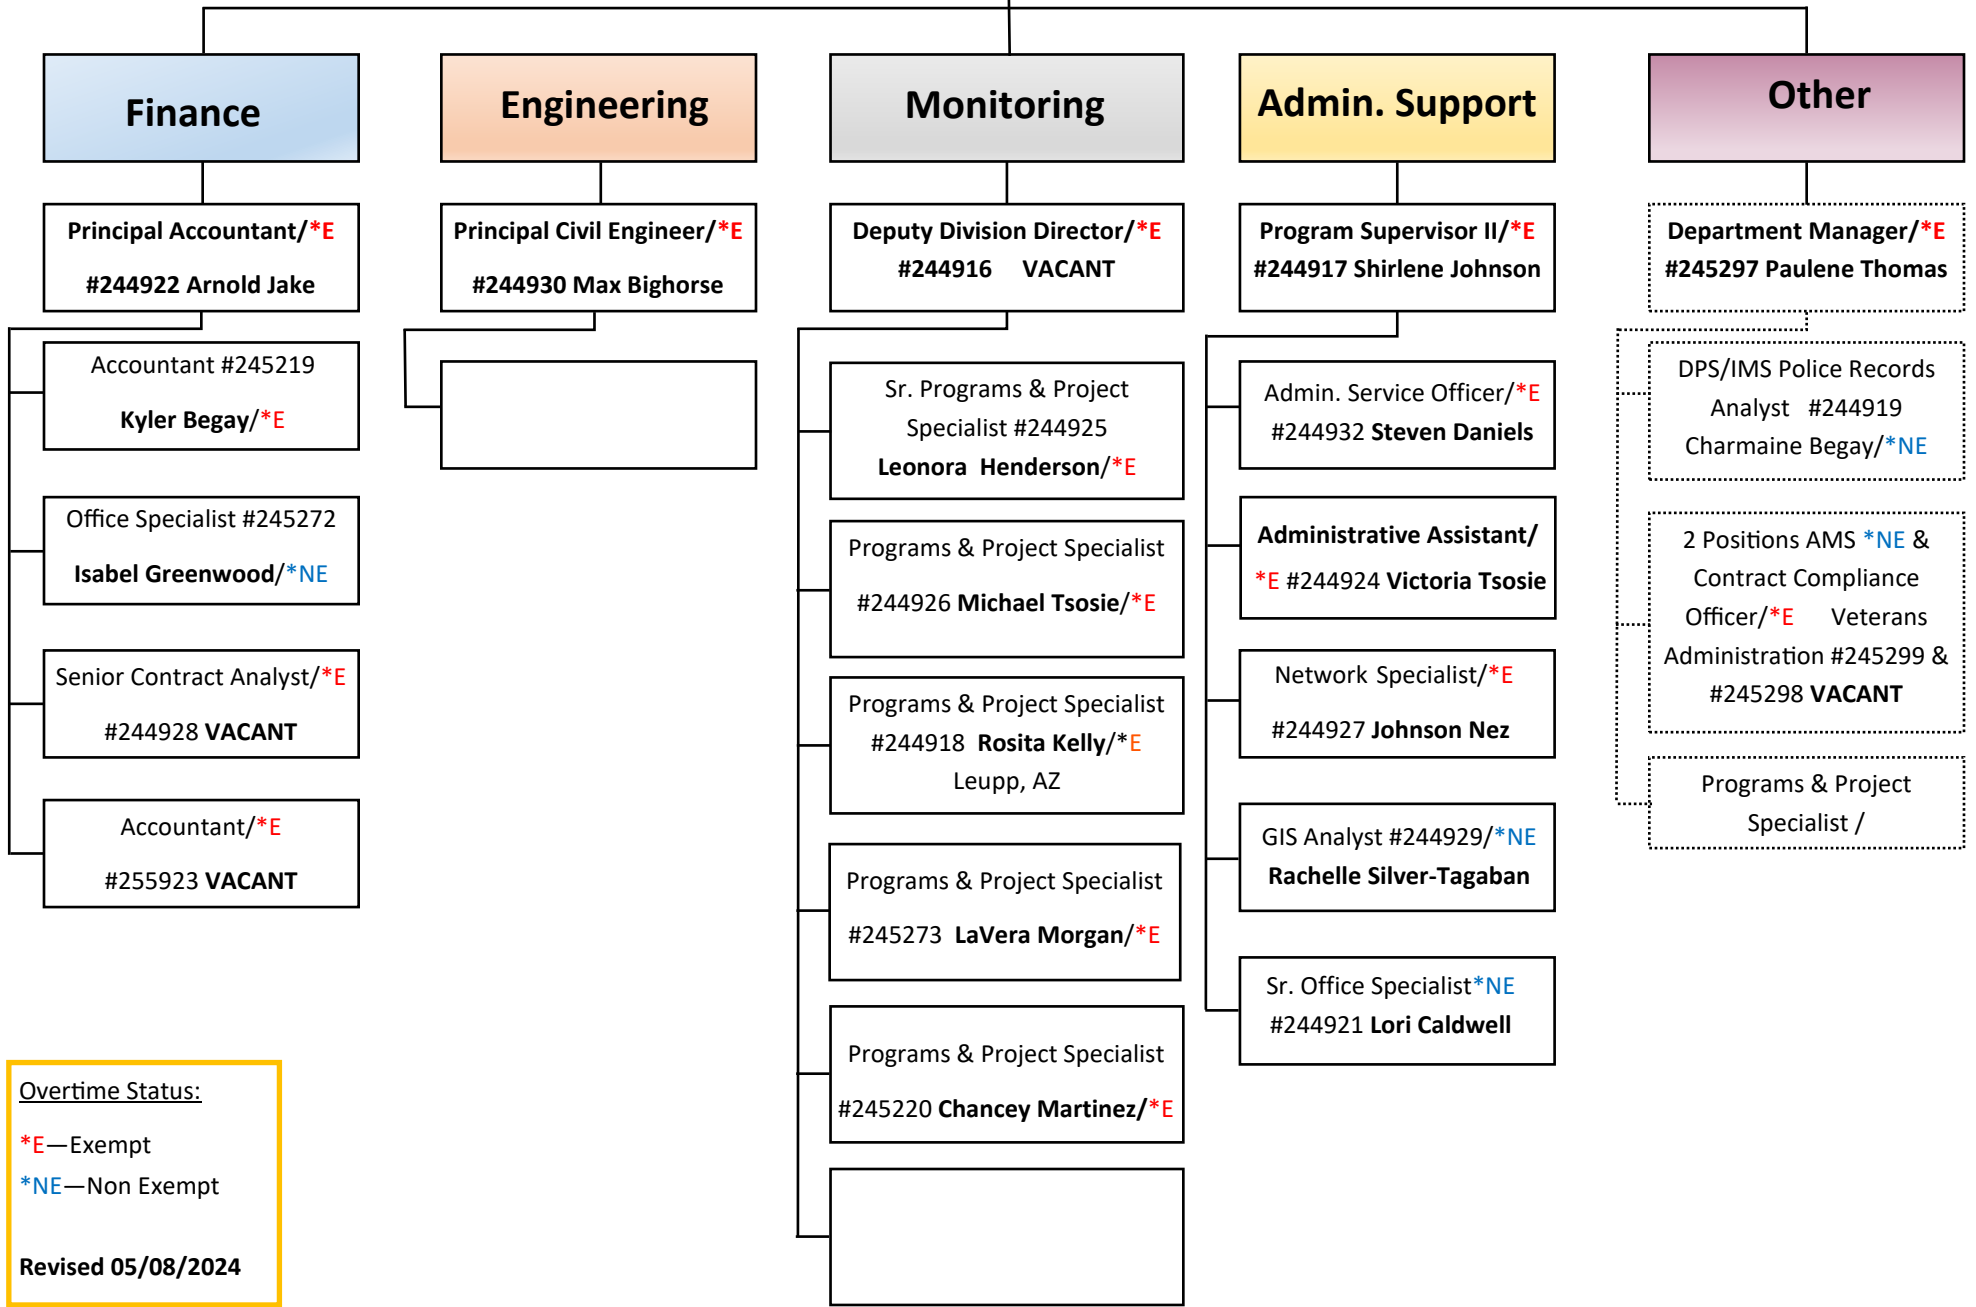 Finance
Engineering
Monitoring
Admin. Support
Other
Principal Accountant/*E
#244922 Arnold Jake
Accountant #245219
Kyler Begay/*E
Office Specialist #245272
Isabel Greenwood/*NE
Senior Contract Analyst/*E
#244928 VACANT
Accountant/*E
#255923 VACANT
Principal Civil Engineer/*E
#244930 Max Bighorse
Deputy Division Director/*E
#244916 VACANT
Sr. Programs & Project
Specialist #244925
Leonora Henderson/*E
Programs & Project Specialist
#244926 Michael Tsosie/*E
Programs & Project Specialist
#244918 Rosita Kelly/*E
Leupp, AZ
Programs & Project Specialist
#245273 LaVera Morgan/*E
Programs & Project Specialist
#245220 Chancey Martinez/*E
Program Supervisor II/*E
#244917 Shirlene Johnson
Admin. Service Officer/*E
#244932 Steven Daniels
Administrative Assistant/
*E #244924 Victoria Tsosie
Network Specialist/*E
#244927 Johnson Nez
GIS Analyst #244929/*NE
Rachelle Silver-Tagaban
Sr. Office Specialist*NE
#244921 Lori Caldwell
Department Manager/*E
#245297 Paulene Thomas
DPS/IMS Police Records
Analyst #244919
Charmaine Begay/*NE
2 Positions AMS *NE &
Contract Compliance
Officer/*E Veterans
Administration #245299 &
#245298 VACANT
Programs & Project
Specialist /
Overtime Status:
*E—Exempt
*NE—Non Exempt
Revised 05/08/2024